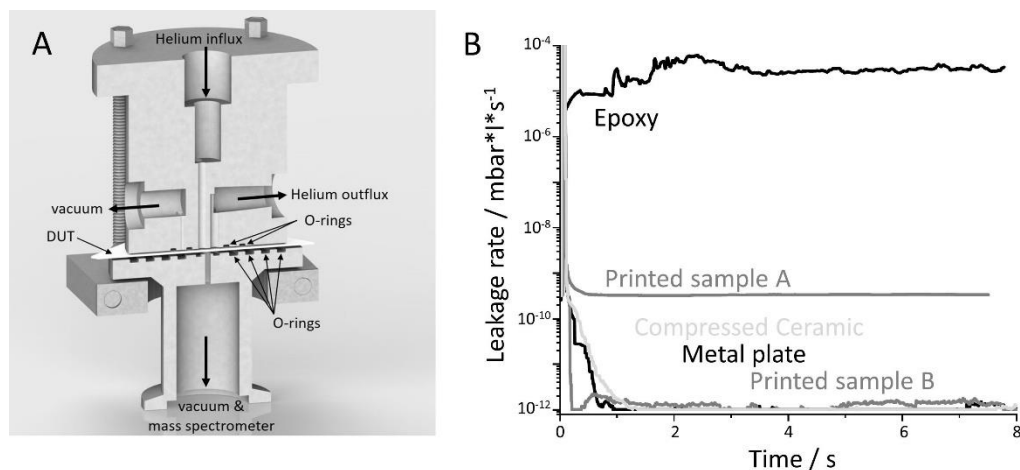 A
Helium influx
vacuum
Helium outflux
DUT
O-rings
O-rings
vacuum &
mass spectrometer
B
Leakage rate / mbar*l*s-1
10-4
10-6
10-8
10-10
10-12
Epoxy
Printed sample A
Compressed Ceramic
Metal plate
Printed sample B
0 2 4 6 8
Time / s